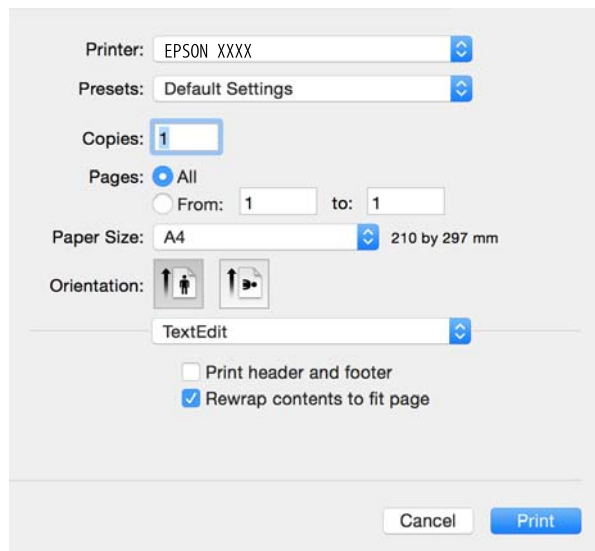 Printer: EPSON XXXX
Presets: Default Settings
Copies: 1
Pages: All
From: 1 to: 1
Paper Size: A4 210 by 297 mm
Orientation:
TextEdit
Print header and footer
Rewrap contents to fit page
Cancel Print